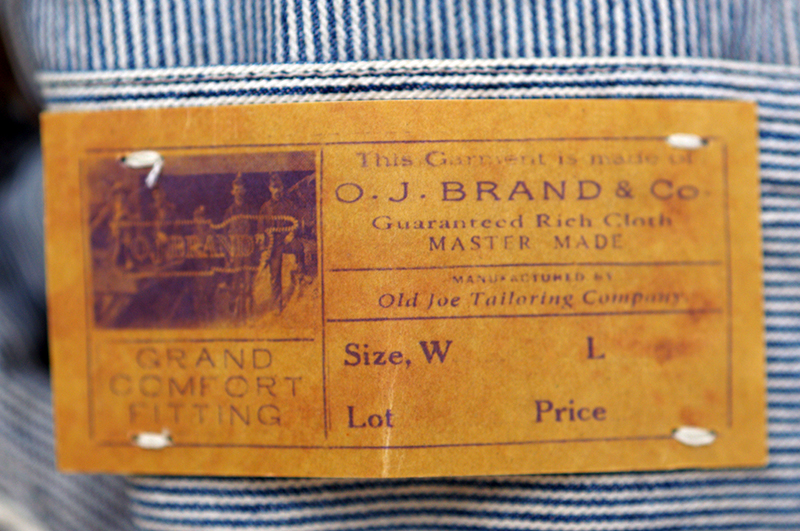 O. J. BRAND
GRAND
COMFORT
FITTING
This Garment is made of
O. J. BRAND & Co.
Guaranteed Rich Cloth
MASTER MADE
MANUFACTURED BY
Old Joe Tailoring Company
Size, W L
Lot Price